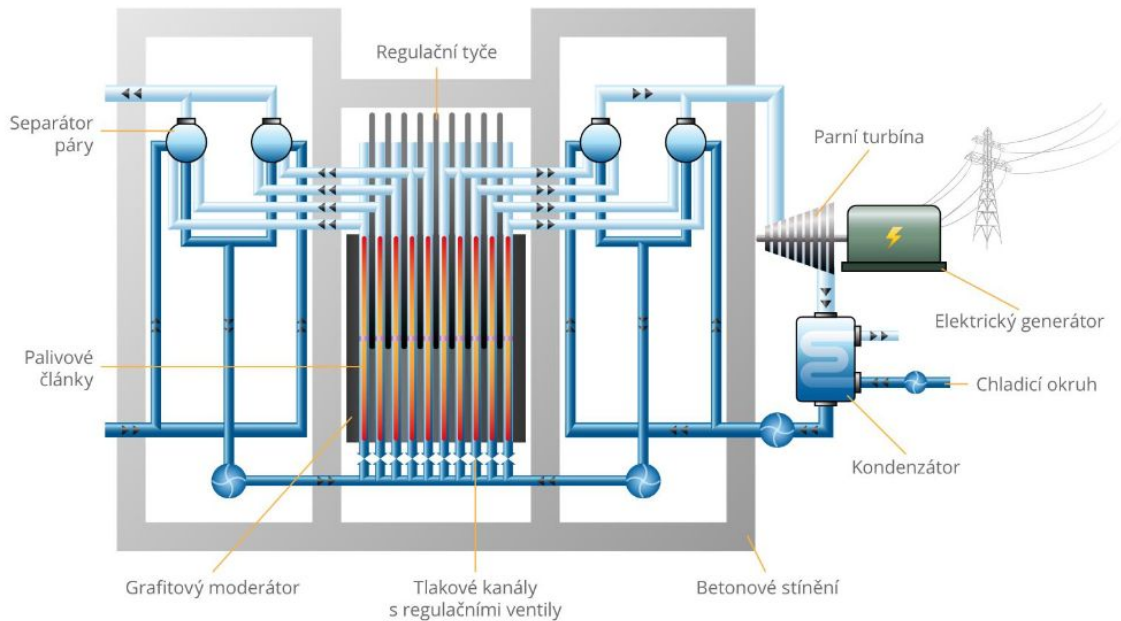 Regulační tyče
Separátor
páry
Parní turbína
Elektrický generátor
Palivové
články
Chladicí okruh
Kondenzátor
Grafitový moderátor
Tlakové kanály
s regulačními ventily
Betonové stínění